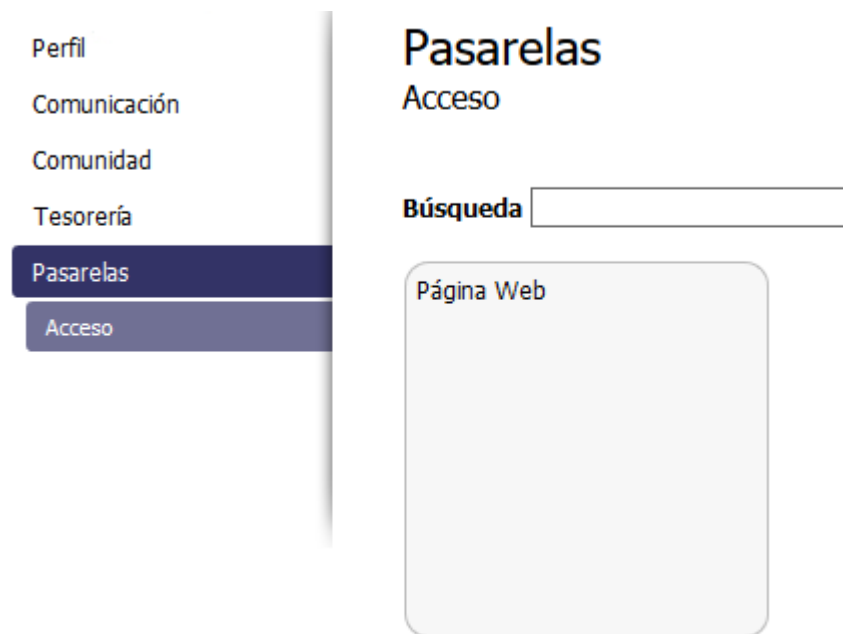 Perfil
Comunicación
Comunidad
Tesorería
Pasarelas
Acceso
Pasarelas
Acceso
Búsqueda
Página Web